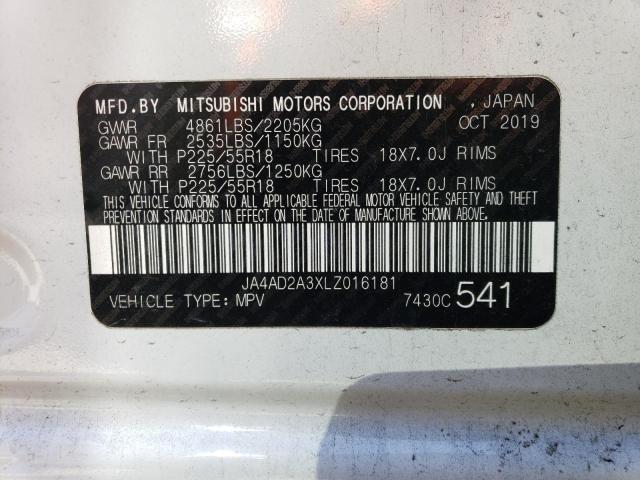 MFD.BY MITSUBISHI MOTORS CORPORATION , JAPAN
GWWR 4861LBS/2205KG OCT 2019
GAWR FR 2535LBS/1150KG
WITH P225/55R18 TIRES 18X7.0J RIMS
GAWR RR 2756LBS/1250KG
WITH P225/55R18 TIRES 18X7.0J RIMS
THIS VEHICLE CONFORMS TO ALL APPLICABLE FEDERAL MOTOR VEHICLE SAFETY AND THEFT
PREVENTION STANDARDS IN EFFECT ON THE DATE OF MANUFACTURE SHOWN ABOVE.
JA4AD2A3XLZ016181
VEHICLE TYPE: MPV 7430C 541